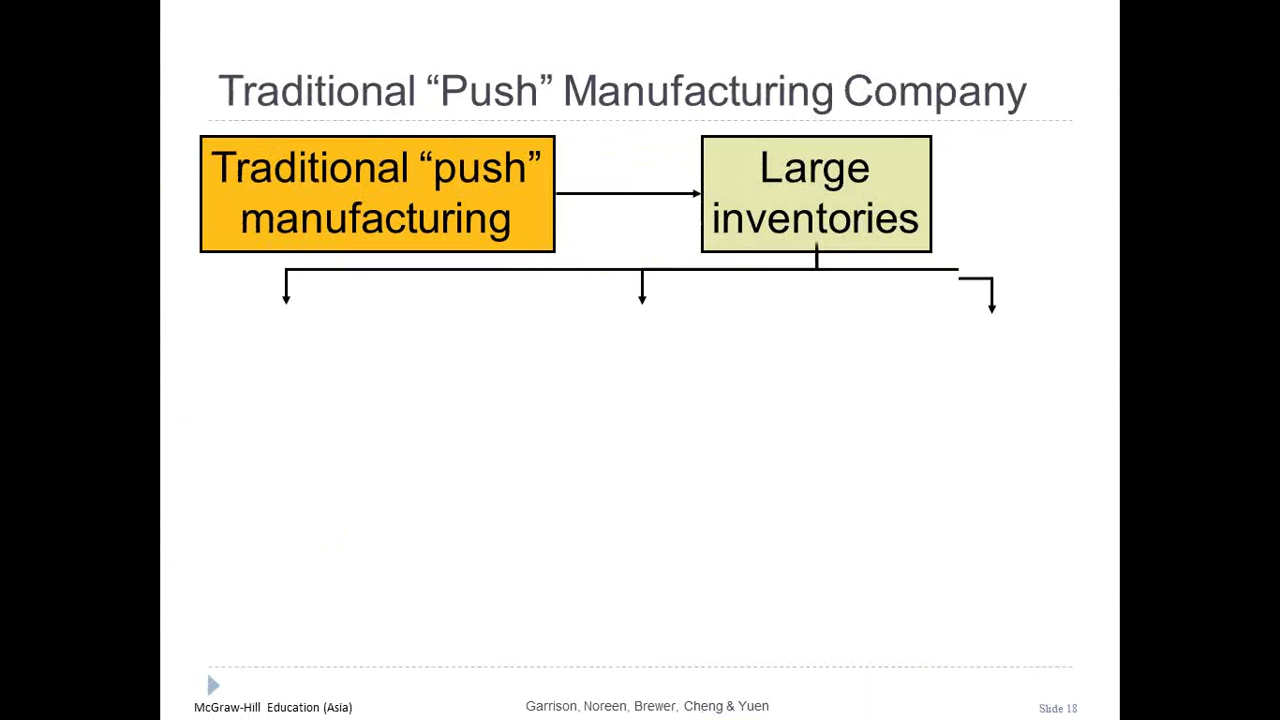 Traditional “Push” Manufacturing Company
Traditional “push”
manufacturing
Large
inventories
McGraw-Hill Education (Asia)
Garrison, Noreen, Brewer, Cheng & Yuen
Slide 18